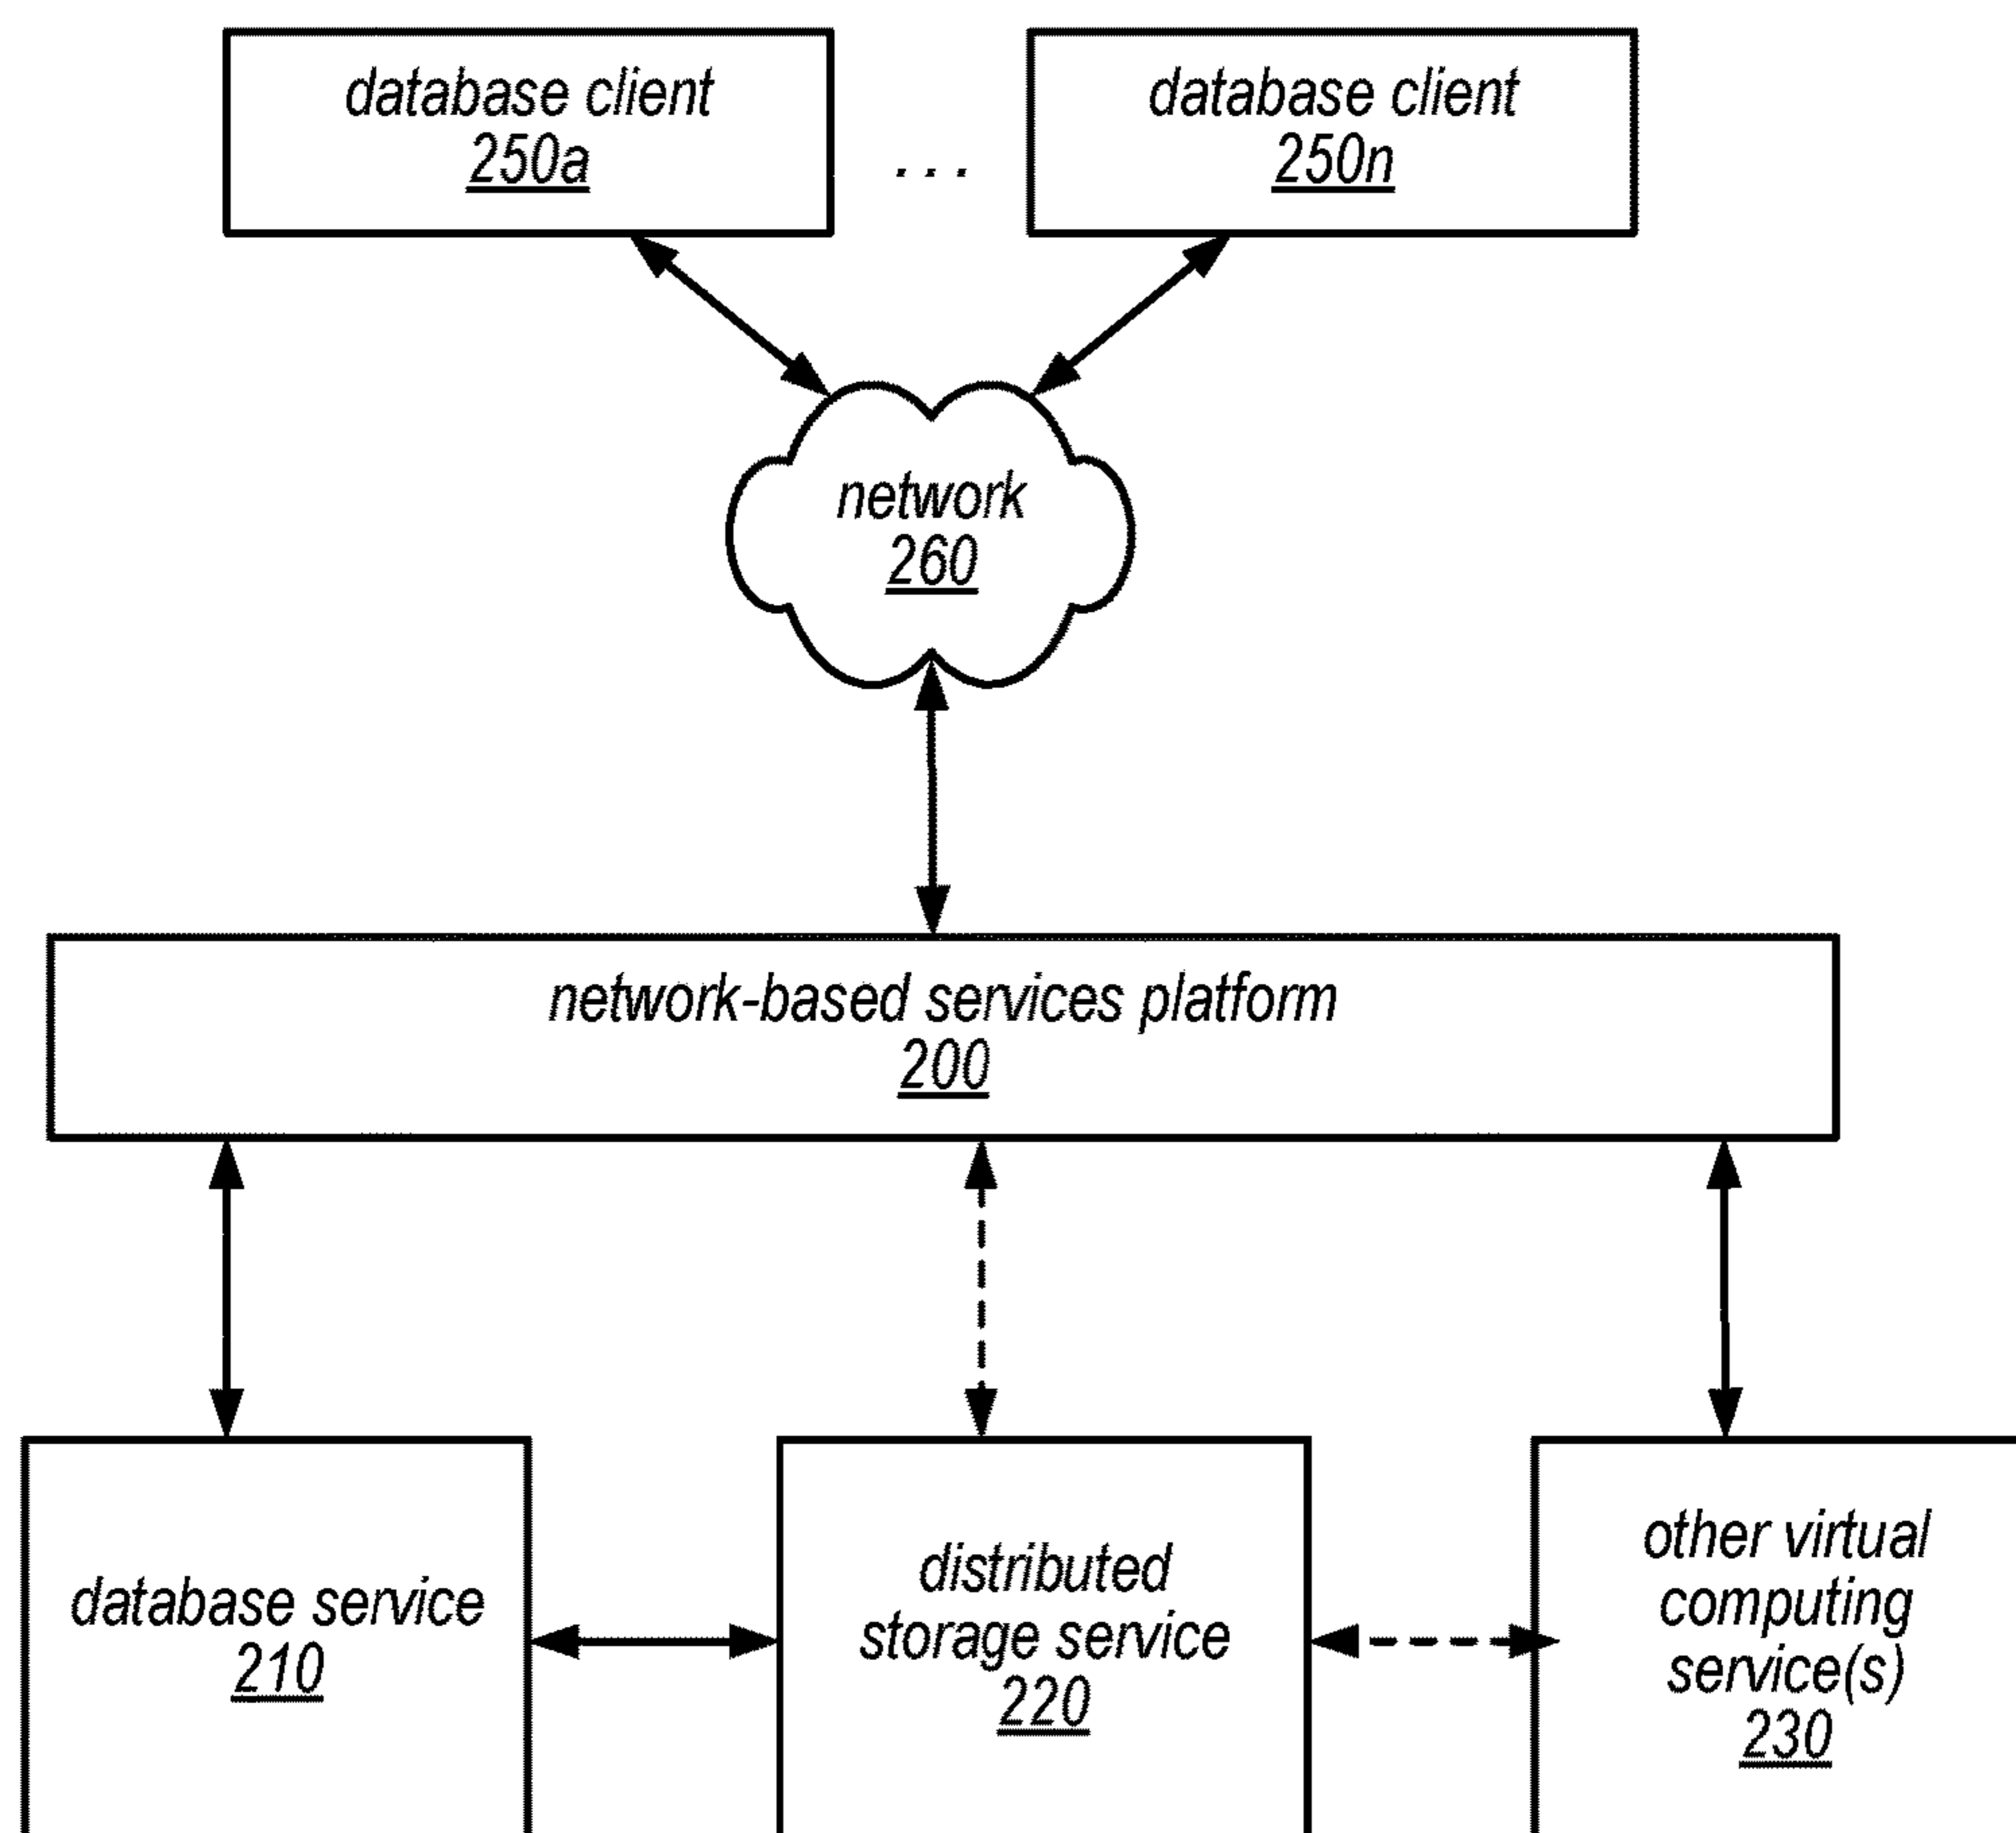 database client
250a
. . .
database client
250n
network
260
network-based services platform
200
database service
210
distributed
storage service
220
other virtual
computing
service(s)
230